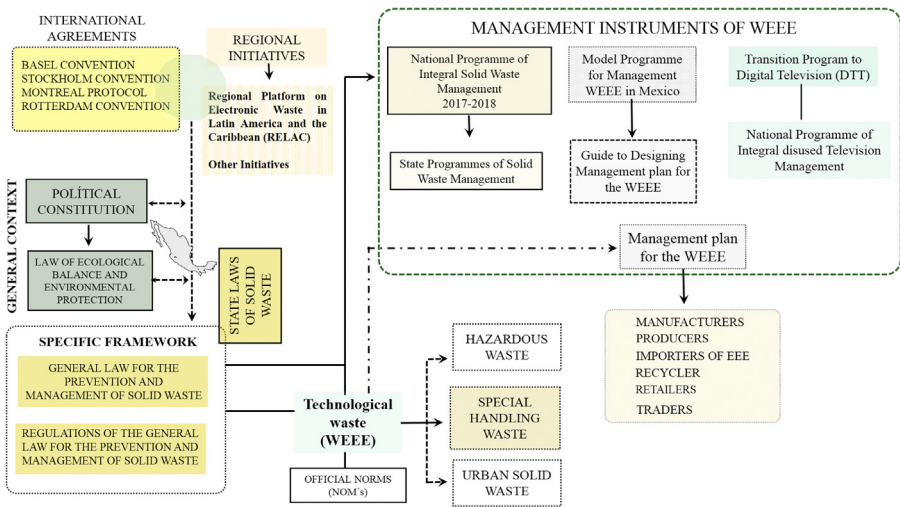 INTERNATIONAL
AGREEMENTS
BASEL CONVENTION
STOCKHOLM CONVENTION
MONTREAL PROTOCOL
ROTTERDAM CONVENTION
REGIONAL
INITIATIVES
Regional Platform on
Electronic Waste in
Latin America and the
Caribbean (RELAC)
Other Initiatives
GENERAL CONTEXT
POLÍTICAL
CONSTITUTION
LAW OF ECOLOGICAL
BALANCE AND
ENVIRONMENTAL
PROTECTION
STATE LAWS
OF SOLID
WASTE
SPECIFIC FRAMEWORK
GENERAL LAW FOR THE
PREVENTION AND
MANAGEMENT OF SOLID WASTE
REGULATIONS OF THE GENERAL
LAW FOR THE PREVENTION AND
MANAGEMENT OF SOLID WASTE
MANAGEMENT INSTRUMENTS OF WEEE
National Programme of
Integral Solid Waste
Management
2017-2018
State Programmes of Solid
Waste Management
Model Programme
for Management
WEEE in Mexico
Guide to Designing
Management plan for
the WEEE
Transition Program to
Digital Television (DTT)
National Programme of
Integral disused Television
Management
Management plan
for the WEEE
MANUFACTURERS
PRODUCERS
IMPORTERS OF EEE
RECYCLER
RETAILERS
TRADERS
Technological
waste
(WEEE)
OFFICIAL NORMS
(NOM´s)
HAZARDOUS
WASTE
SPECIAL
HANDLING
WASTE
URBAN SOLID
WASTE